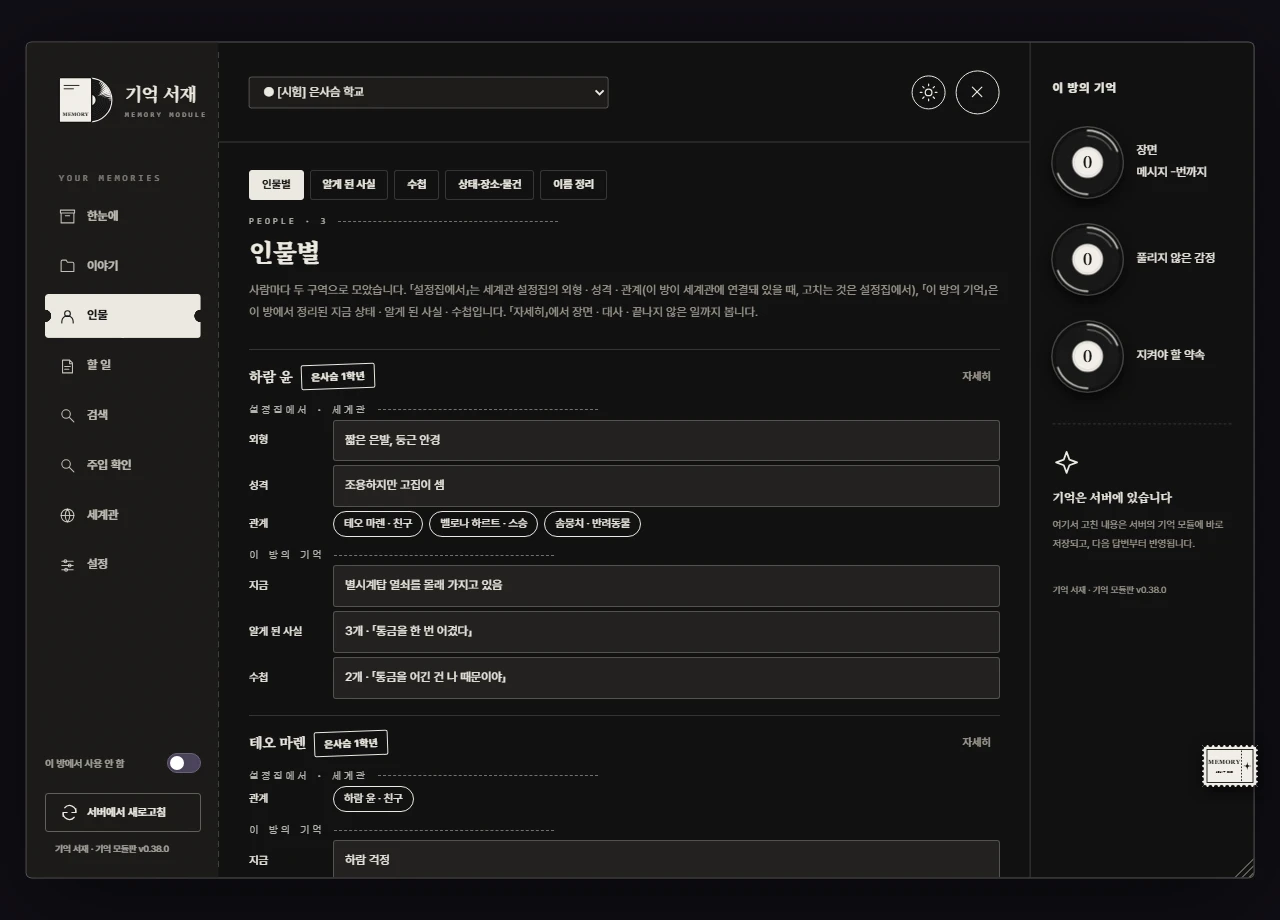 MEMORY
기억 서재
MEMORY MODULE
YOUR MEMORIES
한눈에
이야기
인물
할 일
검색
주입 확인
세계관
설정
이 방에서 사용 안 함
서버에서 새로고침
기억 서재 · 기억 모듈판 v0.38.0
● [시험] 은사슴 학교
인물별
알게 된 사실
수첩
상태·장소·물건
이름 정리
PEOPLE · 3
인물별
사람마다 두 구역으로 모았습니다. 「설정집에서」는 세계관 설정집의 외형 · 성격 · 관계(이 방이 세계관에 연결돼 있을 때, 고치는 것은 설정집에서), 「이 방의 기억」은
이 방에서 정리된 지금 상태 · 알게 된 사실 · 수첩입니다. 「자세히」에서 장면 · 대사 · 끝나지 않은 일까지 봅니다.
하람 윤
은사슴 1학년
자세히
설정집에서 · 세계관
외형
짧은 은발, 둥근 안경
성격
조용하지만 고집이 셈
관계
테오 마렌 · 친구
벨로나 하르트 · 스승
솜뭉치 · 반려동물
이 방의 기억
지금
별시계탑 열쇠를 몰래 가지고 있음
알게 된 사실
3개 · 「통금을 한 번 어겼다」
수첩
2개 · 「통금을 어긴 건 나 때문이야」
테오 마렌
은사슴 1학년
자세히
설정집에서 · 세계관
관계
하람 윤 · 친구
이 방의 기억
지금
하람 걱정
이 방의 기억
0
장면
메시지 –번까지
0
풀리지 않은 감정
0
지켜야 할 약속
기억은 서버에 있습니다
여기서 고친 내용은 서버의 기억 모듈에 바로
저장되고, 다음 답변부터 반영됩니다.
기억 서재 · 기억 모듈판 v0.38.0
MEMORY